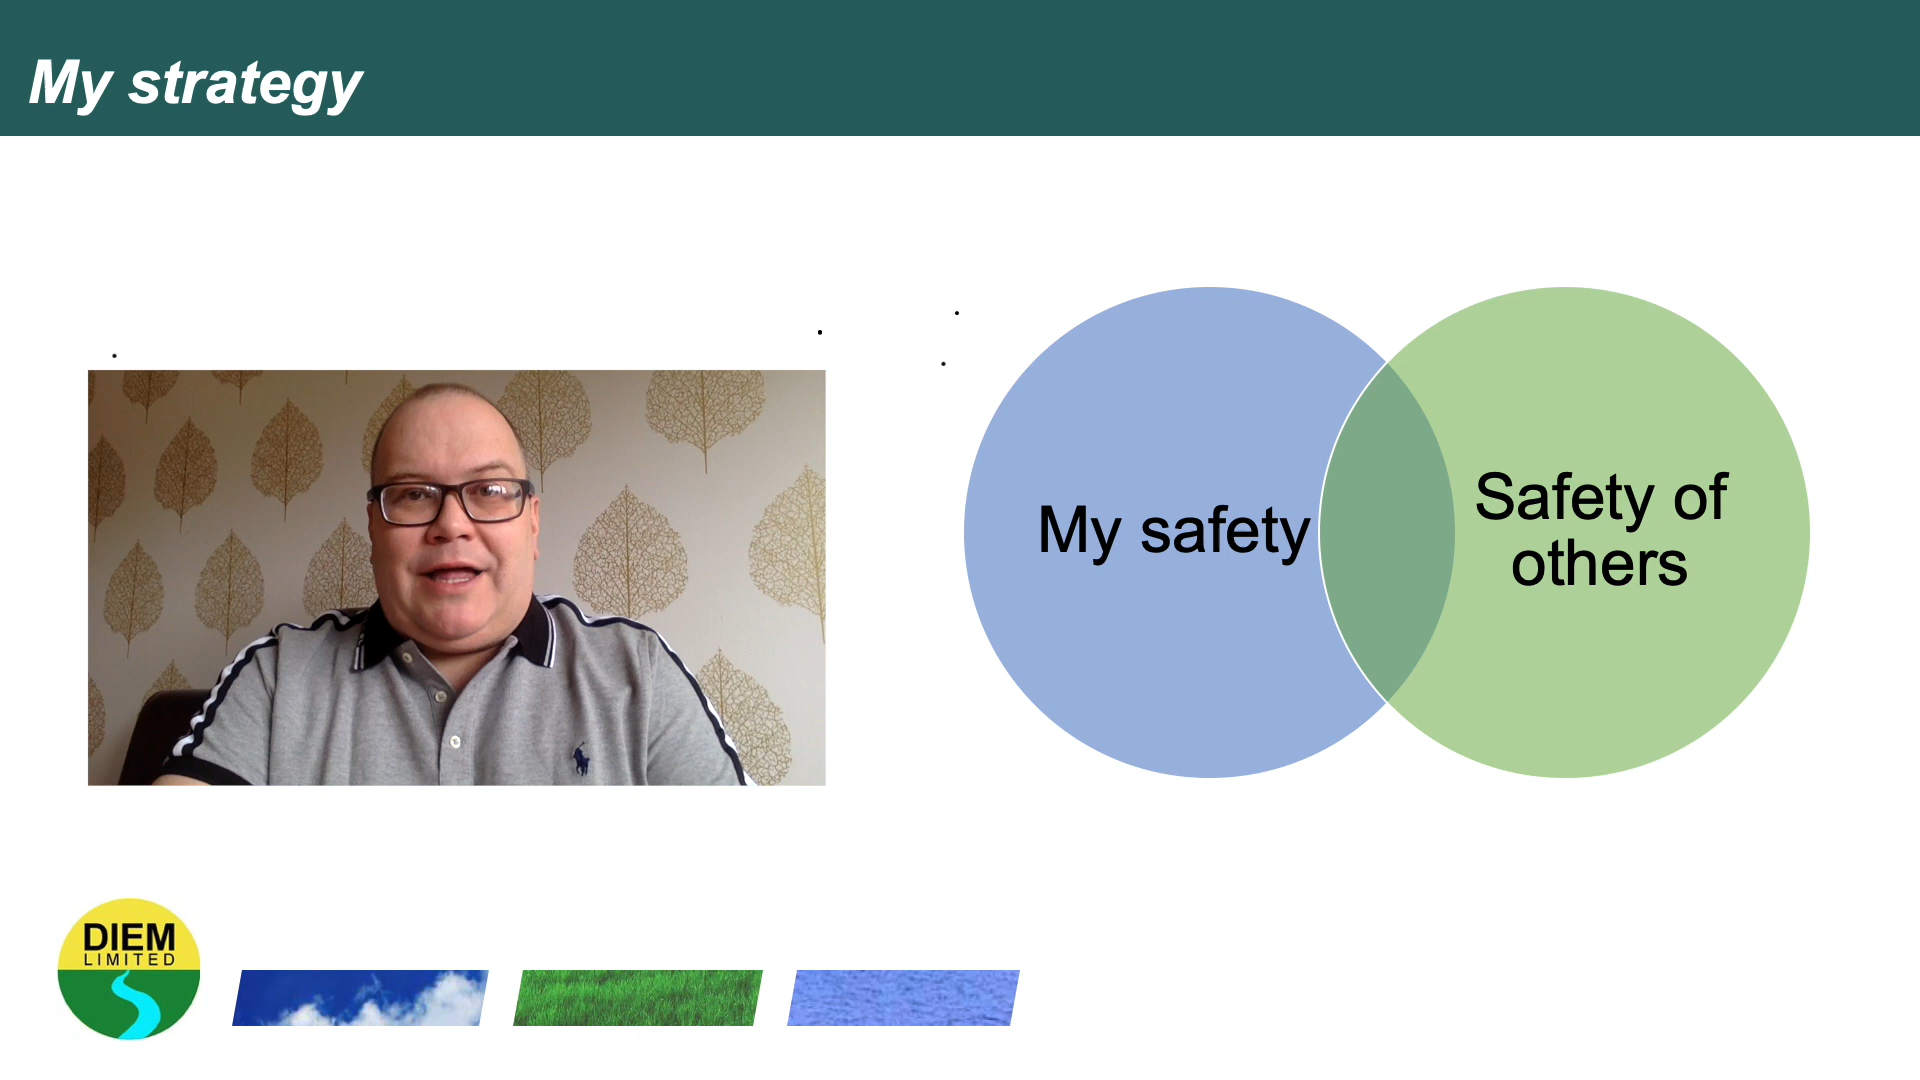 My strategy
My safety
Safety of
others
DIEM
LIMITED